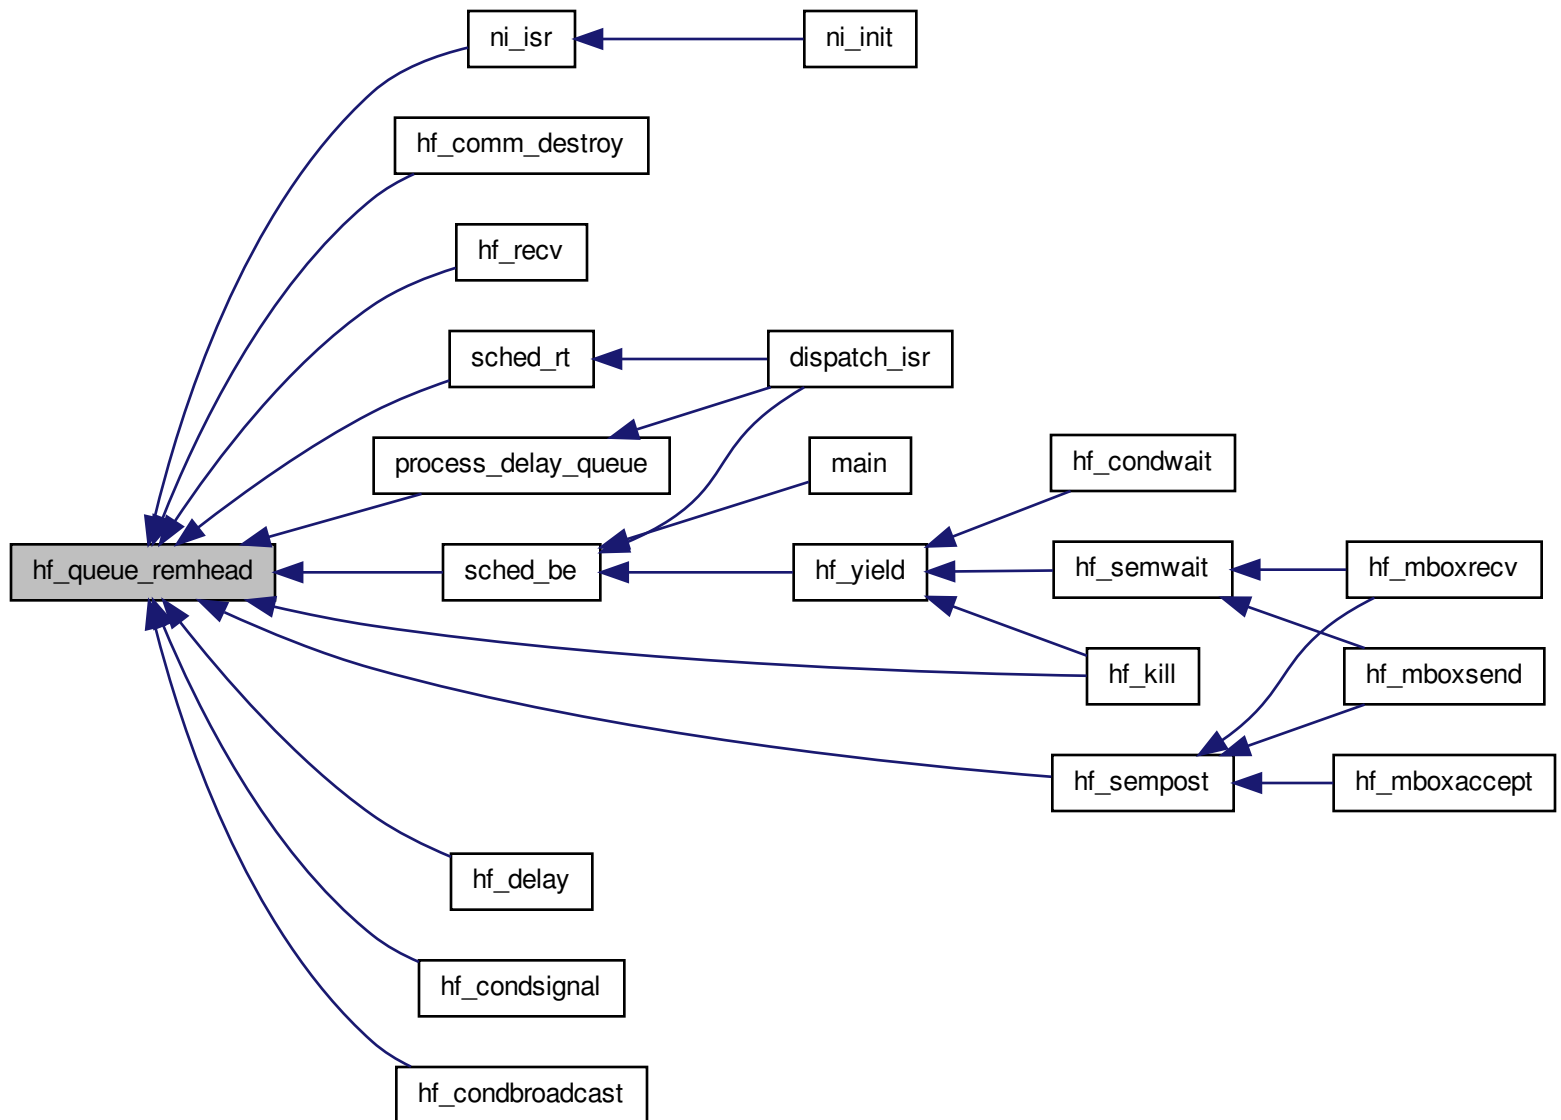 ni_isr
ni_init
hf_comm_destroy
hf_recv
sched_rt
dispatch_isr
process_delay_queue
main
hf_condwait
hf_queue_remhead
sched_be
hf_yield
hf_semwait
hf_mboxrecv
hf_kill
hf_mboxsend
hf_sempost
hf_mboxaccept
hf_delay
hf_condsignal
hf_condbroadcast